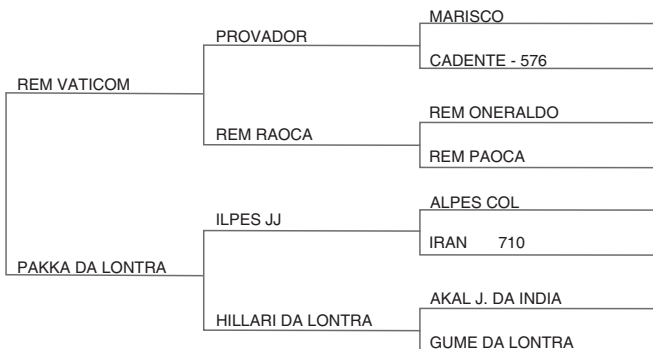 MARISCO
PROVADOR
CADENTE - 576
REM VATICOM
REM ONERALDO
REM RAOCA
REM PAOCA
ALPES COL
ILPES JJ
IRAN 710
PAKKA DA LONTRA
AKAL J. DA INDIA
HILLARI DA LONTRA
GUME DA LONTRA